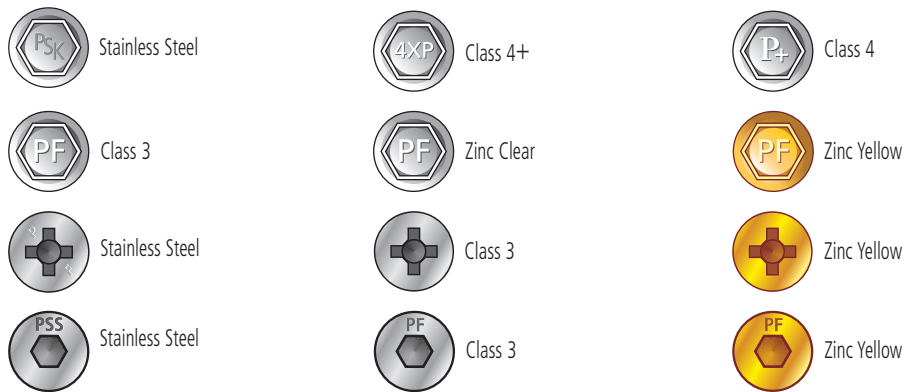 PSK Stainless Steel
4XP Class 4+
P+ Class 4
PF Class 3
PF Zinc Clear
PF Zinc Yellow
Stainless Steel
Class 3
Zinc Yellow
PSS Stainless Steel
PF Class 3
PF Zinc Yellow